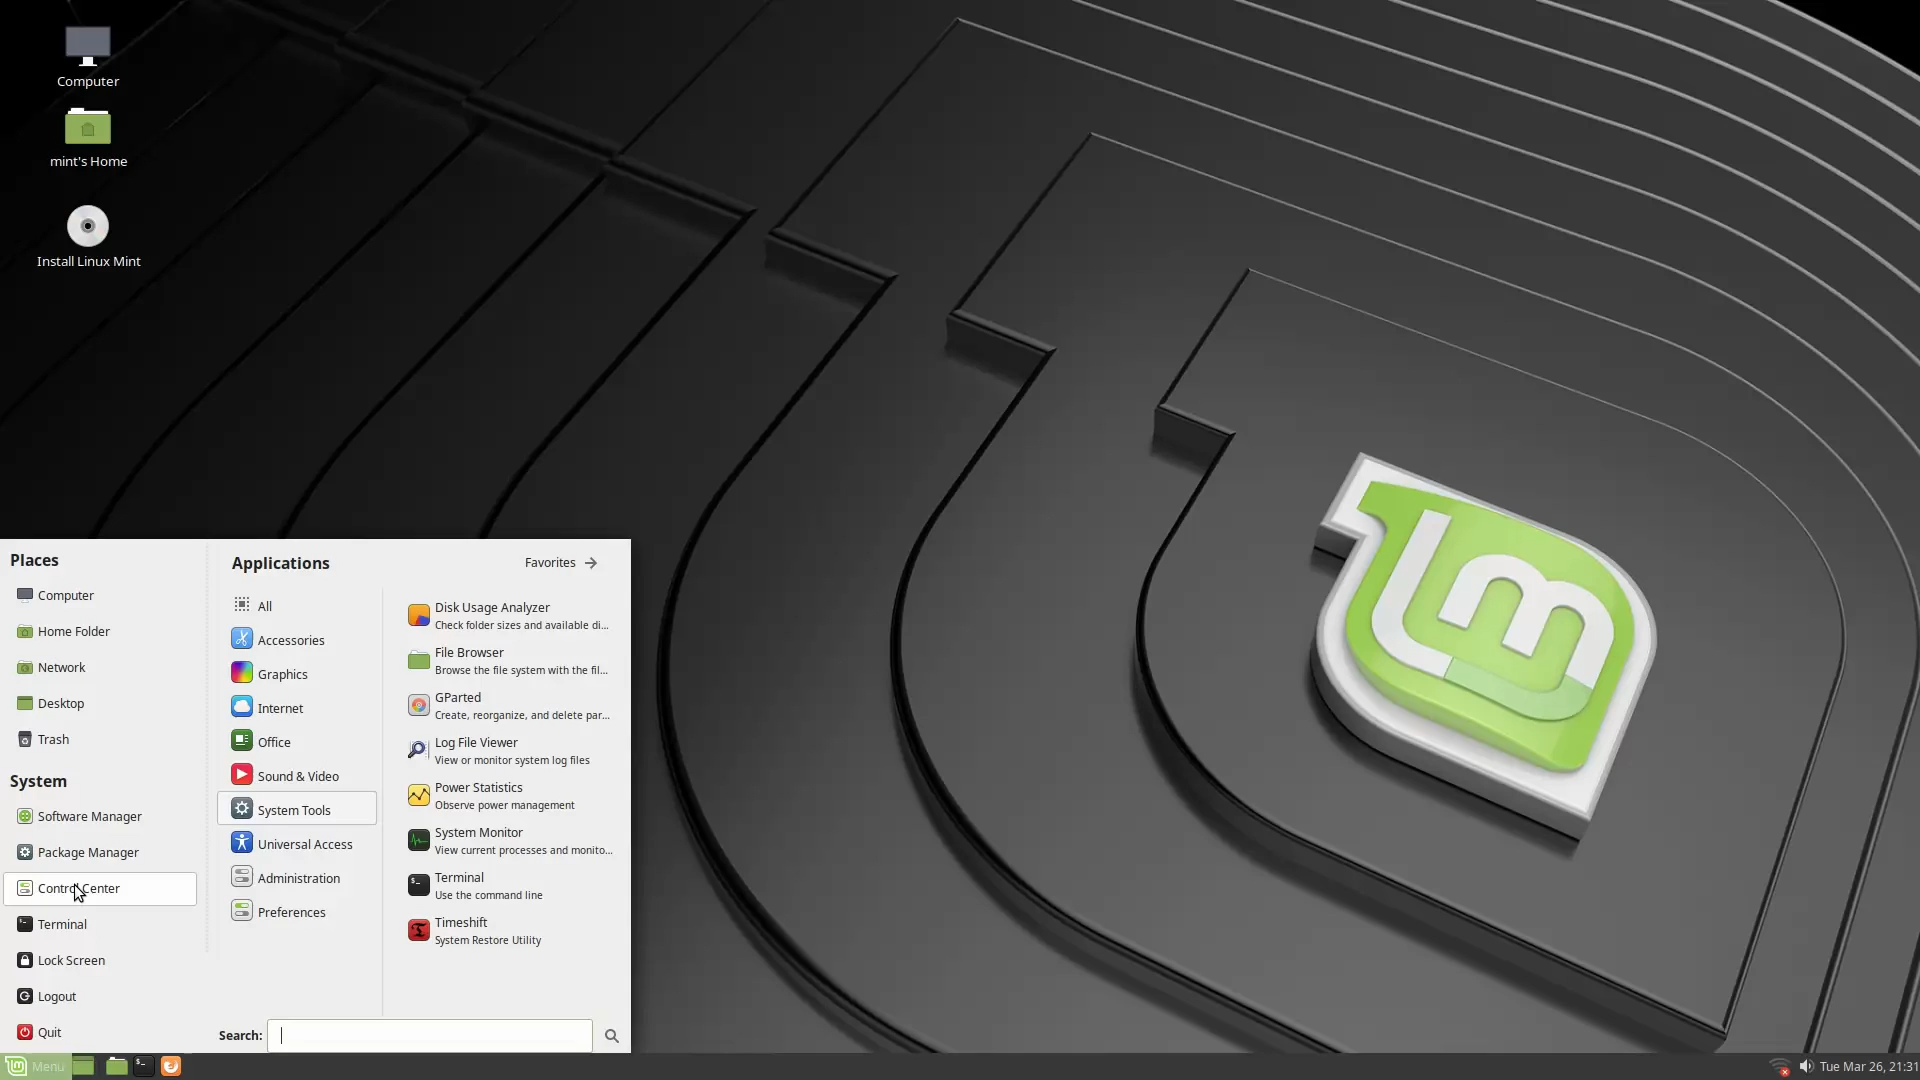 Computer
mint's Home
Install Linux Mint
Places
Computer
Home Folder
Network
Desktop
Trash
System
Software Manager
Package Manager
Control Center
Terminal
Lock Screen
Logout
Quit
Applications
Favorites
All
Accessories
Graphics
Internet
Office
Sound & Video
System Tools
Universal Access
Administration
Preferences
Disk Usage Analyzer
Check folder sizes and available di...
File Browser
Browse the file system with the fil...
GParted
Create, reorganize, and delete par...
Log File Viewer
View or monitor system log files
Power Statistics
Observe power management
System Monitor
View current processes and monito...
Terminal
Use the command line
Timeshift
System Restore Utility
Search:
Menu
Tue Mar 26, 21:31